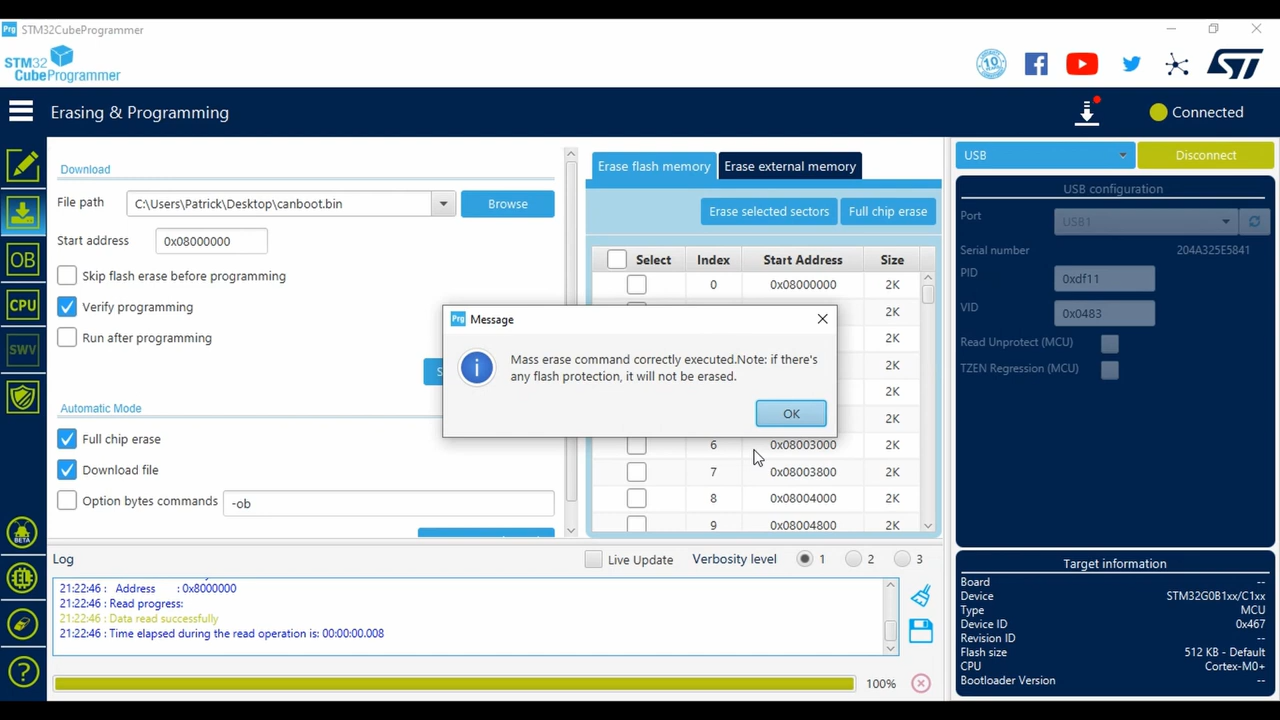 Prg STM32CubeProgrammer
STM32
CubeProgrammer
10
Erasing & Programming
Connected
Download
File path
C:\Users\Patrick\Desktop\canboot.bin
Browse
Start address
0x08000000
Skip flash erase before programming
Verify programming
Run after programming
S
Automatic Mode
Full chip erase
Download file
Option bytes commands
-ob
OB
CPU
SWV
BETA
EL
?
Erase flash memory
Erase external memory
Erase selected sectors
Full chip erase
Select Index Start Address Size
0 0x08000000 2K
2K
2K
2K
2K
2K
6 0x08003000 2K
7 0x08003800 2K
8 0x08004000 2K
9 0x08004800 2K
Prg Message
Mass erase command correctly executed.Note: if there's
any flash protection, it will not be erased.
OK
USB
Disconnect
USB configuration
Port USB1
Serial number 204A325E5841
PID 0xdf11
VID 0x0483
Read Unprotect (MCU)
TZEN Regression (MCU)
Log
Live Update Verbosity level 1 2 3
21:22:46 : Address : 0x8000000
21:22:46 : Read progress:
21:22:46 : Data read successfully
21:22:46 : Time elapsed during the read operation is: 00:00:00.008
100%
Target information
Board --
Device STM32G0B1xx/C1xx
Type MCU
Device ID 0x467
Revision ID --
Flash size 512 KB - Default
CPU Cortex-M0+
Bootloader Version --